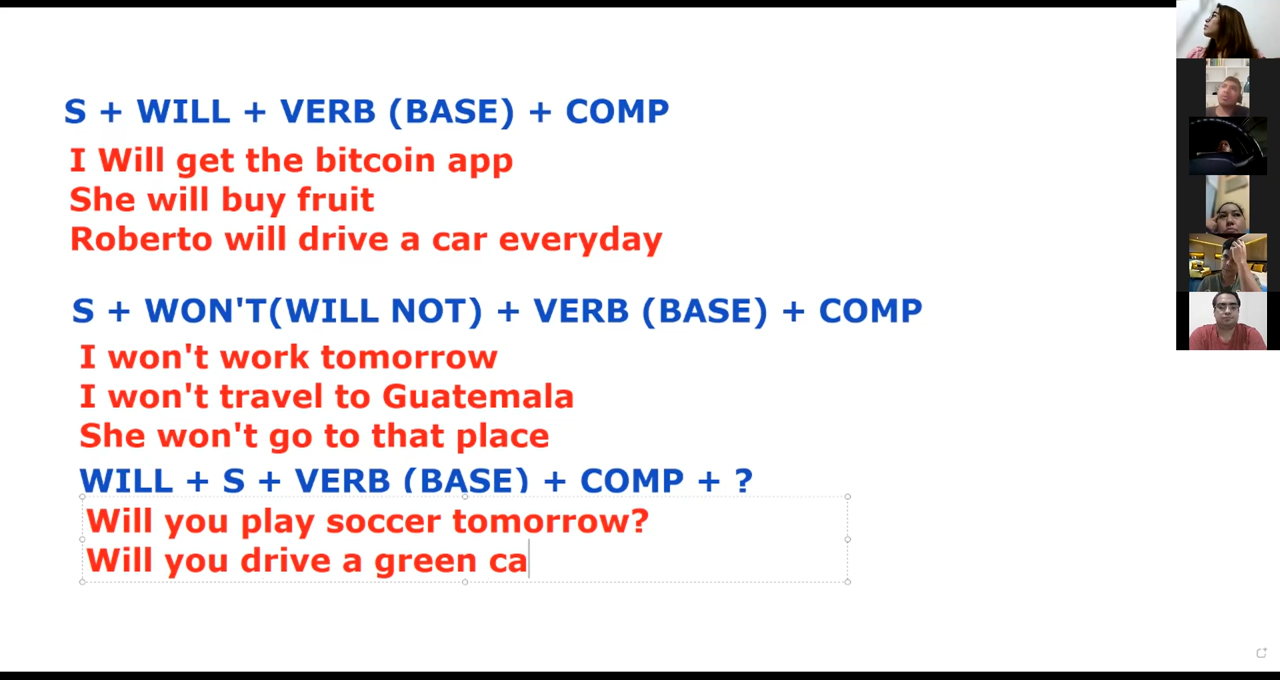 S + WILL + VERB (BASE) + COMP
I Will get the bitcoin app
She will buy fruit
Roberto will drive a car everyday
S + WON'T(WILL NOT) + VERB (BASE) + COMP
I won't work tomorrow
I won't travel to Guatemala
She won't go to that place
WILL + S + VERB (BASE) + COMP + ?
Will you play soccer tomorrow?
Will you drive a green ca